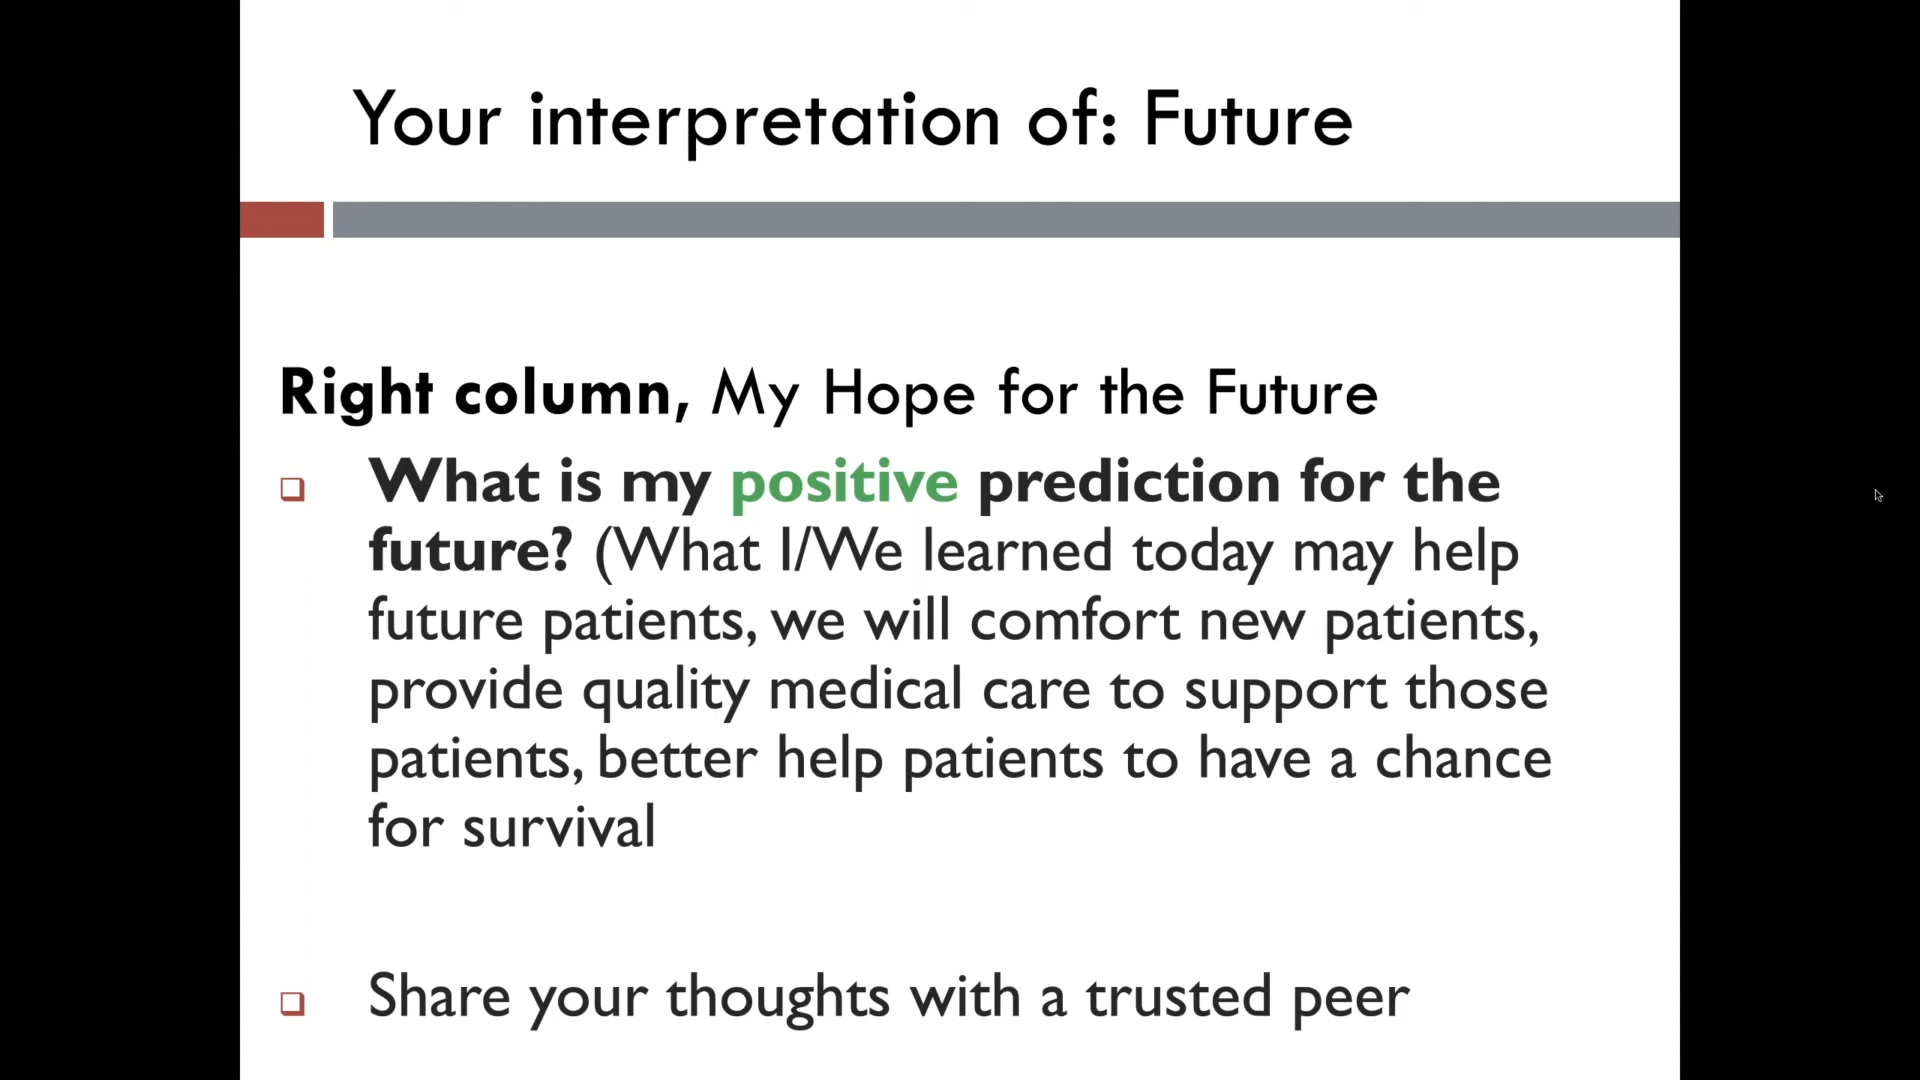 Your interpretation of: Future
Right column, My Hope for the Future
What is my positive prediction for the
future? (What I/We learned today may help
future patients, we will comfort new patients,
provide quality medical care to support those
patients, better help patients to have a chance
for survival
Share your thoughts with a trusted peer